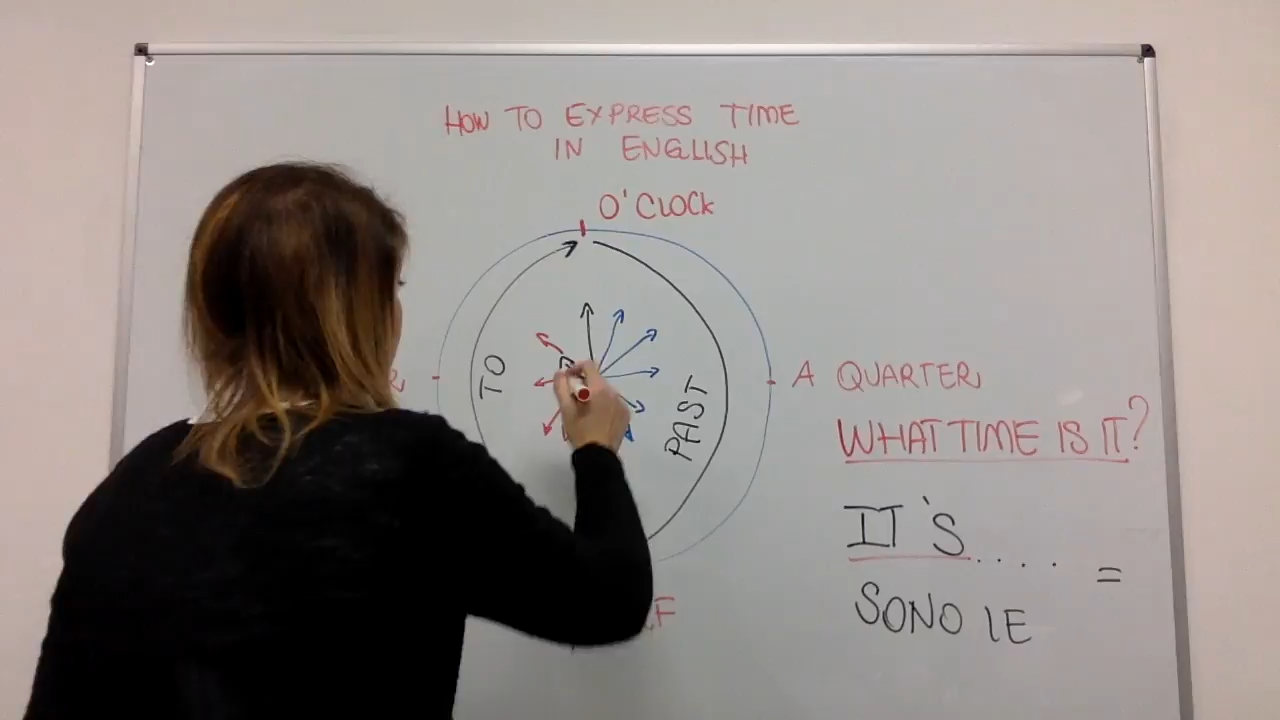 HOW TO EXPRESS TIME
IN ENGLISH
O'CLOCK
TO
PAST
A QUARTER
WHAT TIME IS IT?
IT'S..... =
SONO LE